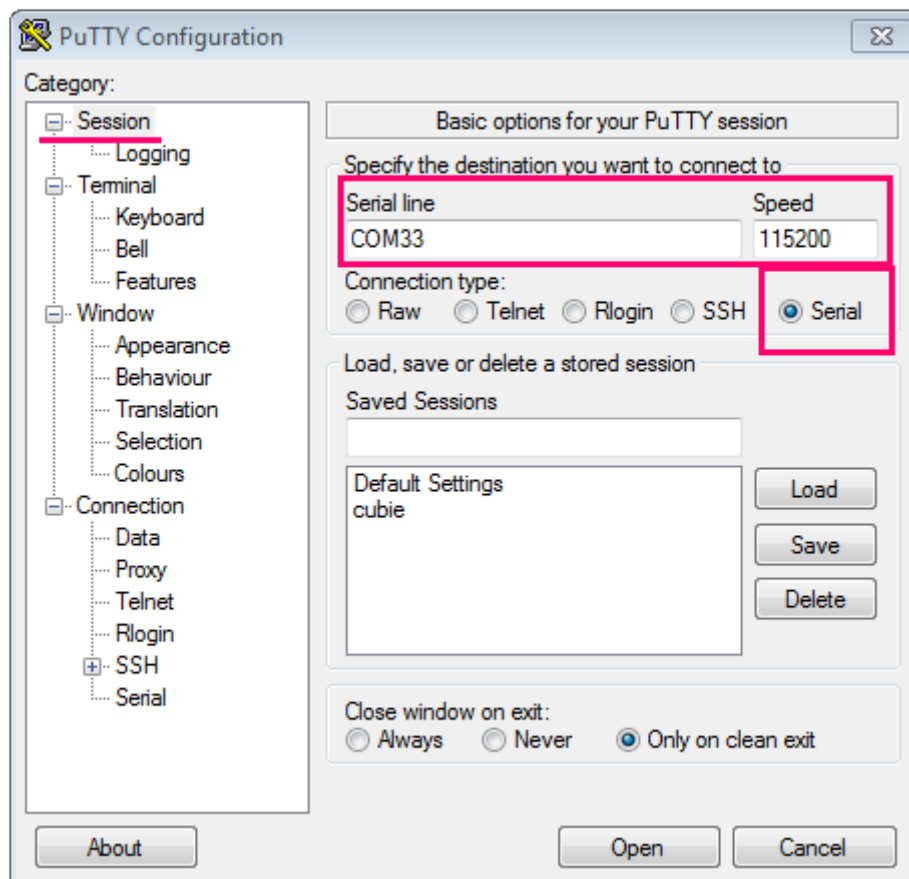 PuTTY Configuration
Category:
Session
Logging
Terminal
Keyboard
Bell
Features
Window
Appearance
Behaviour
Translation
Selection
Colours
Connection
Data
Proxy
Telnet
Rlogin
SSH
Serial
Basic options for your PuTTY session
Specify the destination you want to connect to
Serial line Speed
COM33 115200
Connection type:
Raw Telnet Rlogin SSH Serial
Load, save or delete a stored session
Saved Sessions
Default Settings
cubie
Load
Save
Delete
Close window on exit:
Always Never Only on clean exit
About Open Cancel